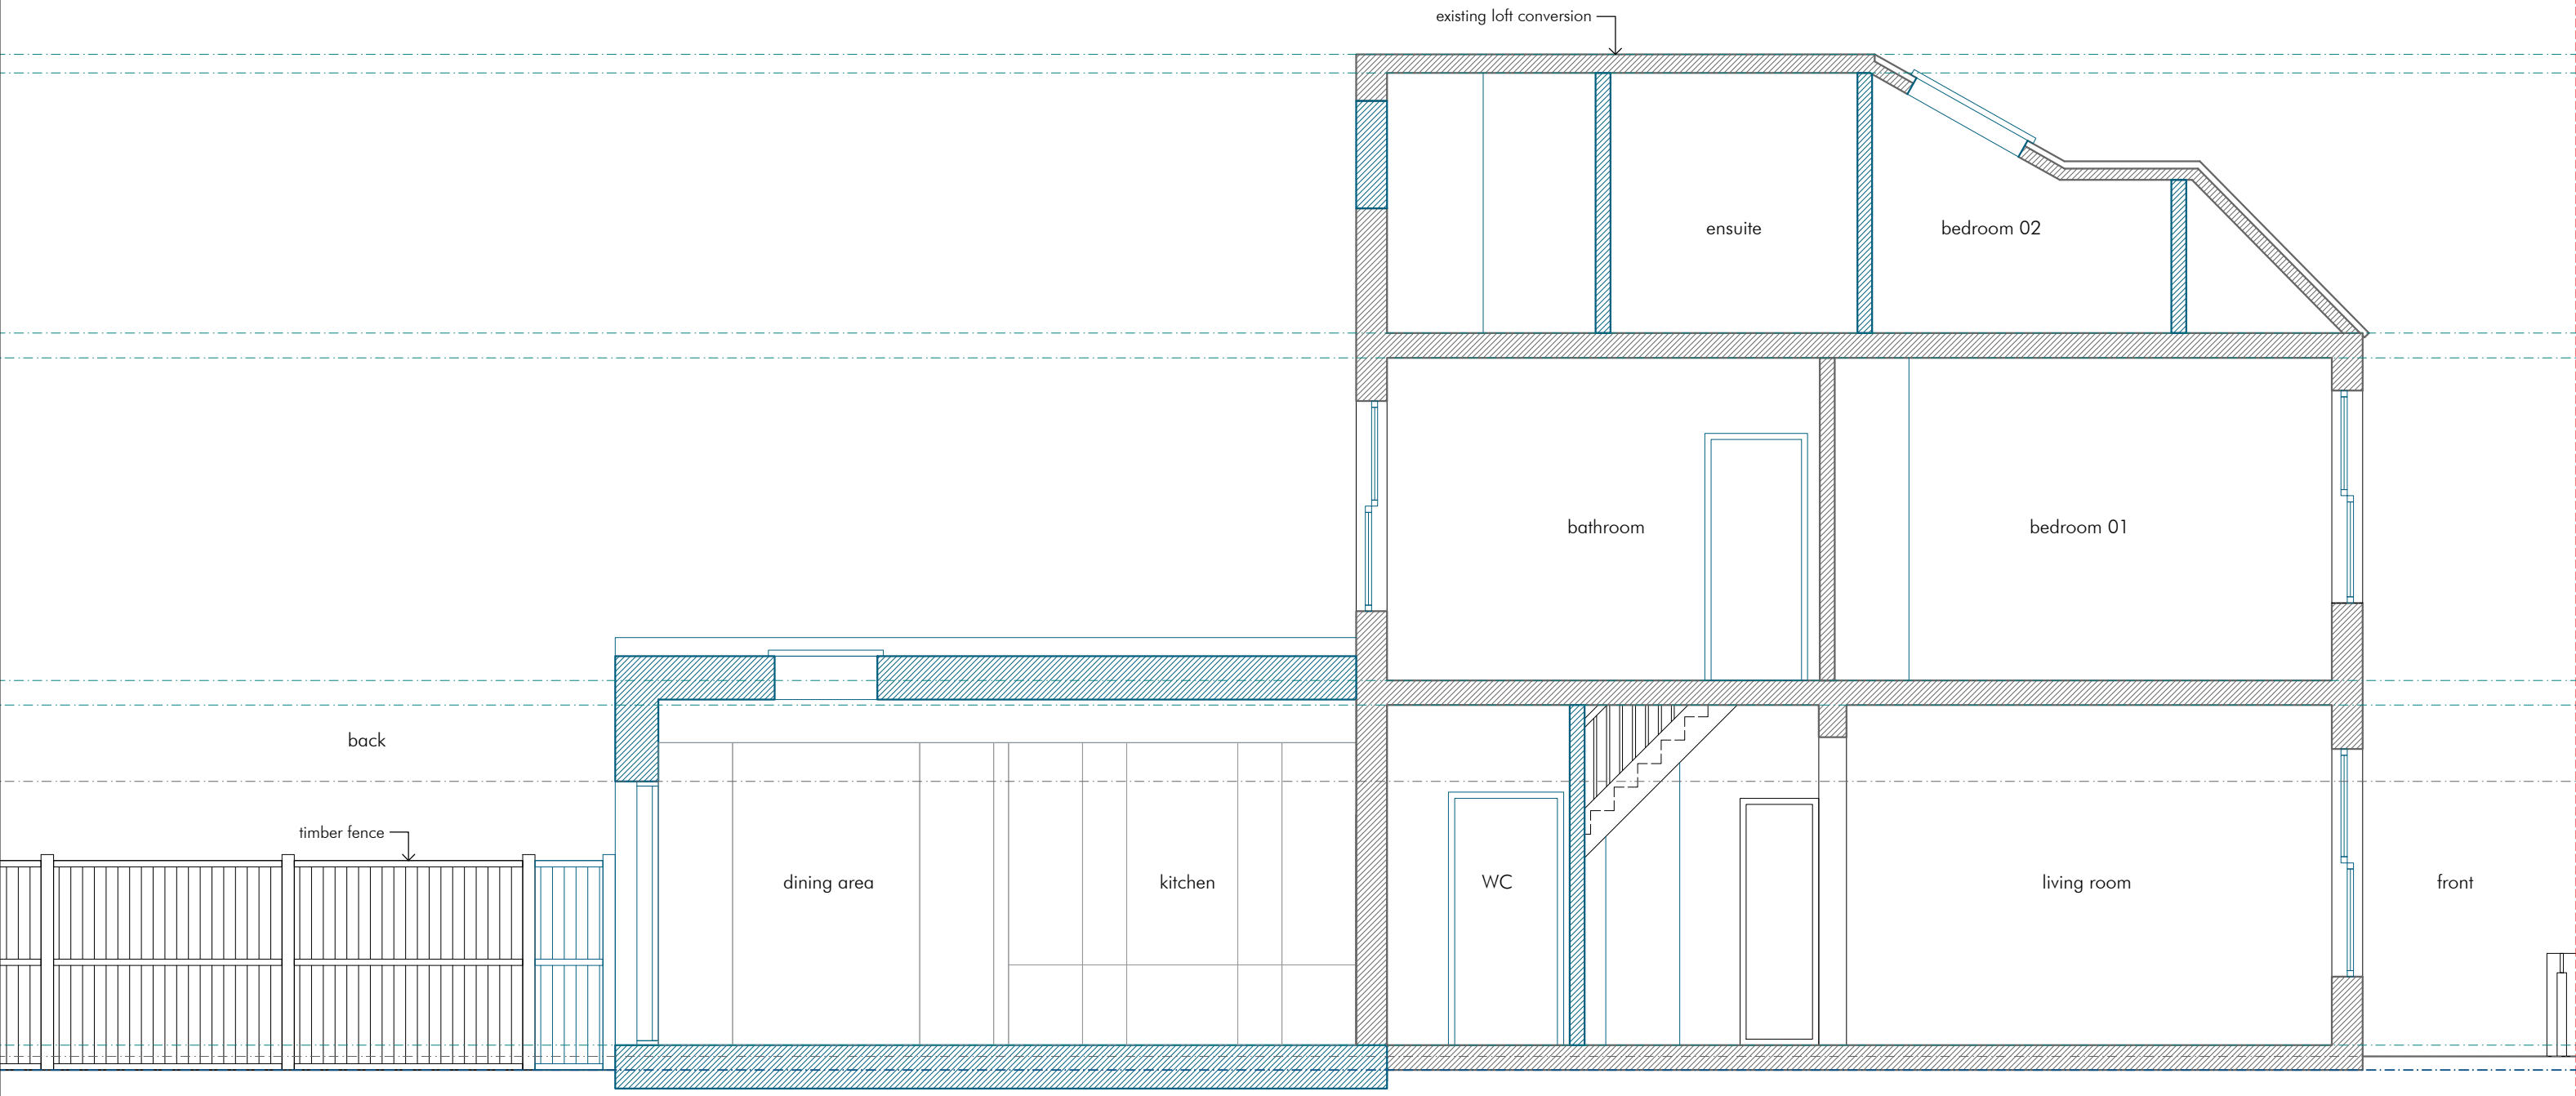 existing loft conversion
ensuite
bedroom 02
bathroom
bedroom 01
back
timber fence
dining area
kitchen
WC
living room
front